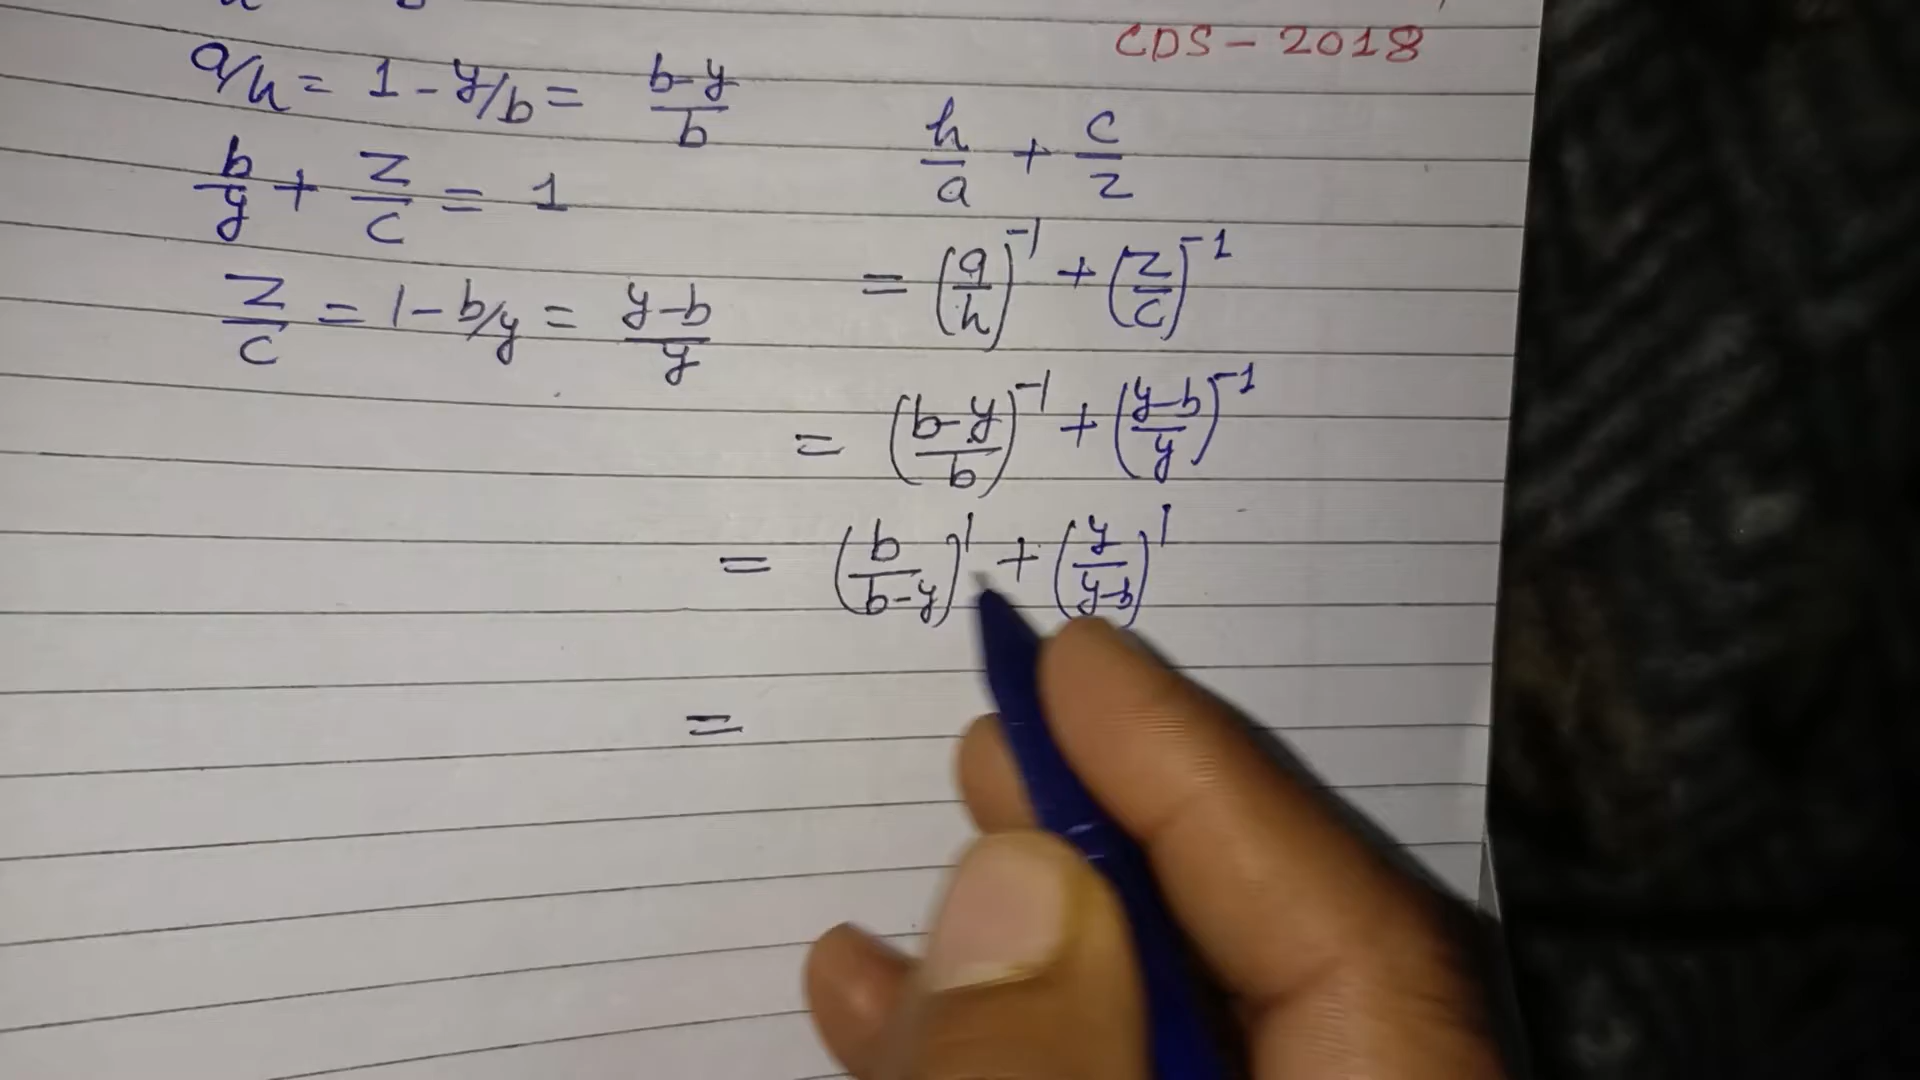 CDS - 2018
a/h = 1 - y/b = b-y/b
b/y + z/c = 1
z/c = 1 - b/y = y-b/y
h/a + c/z
= (a/h)^-1 + (z/c)^-1
= (b-y/b)^-1 + (y-b/y)^-1
= (b/b-y)^1 + (y/y-b)^1
=